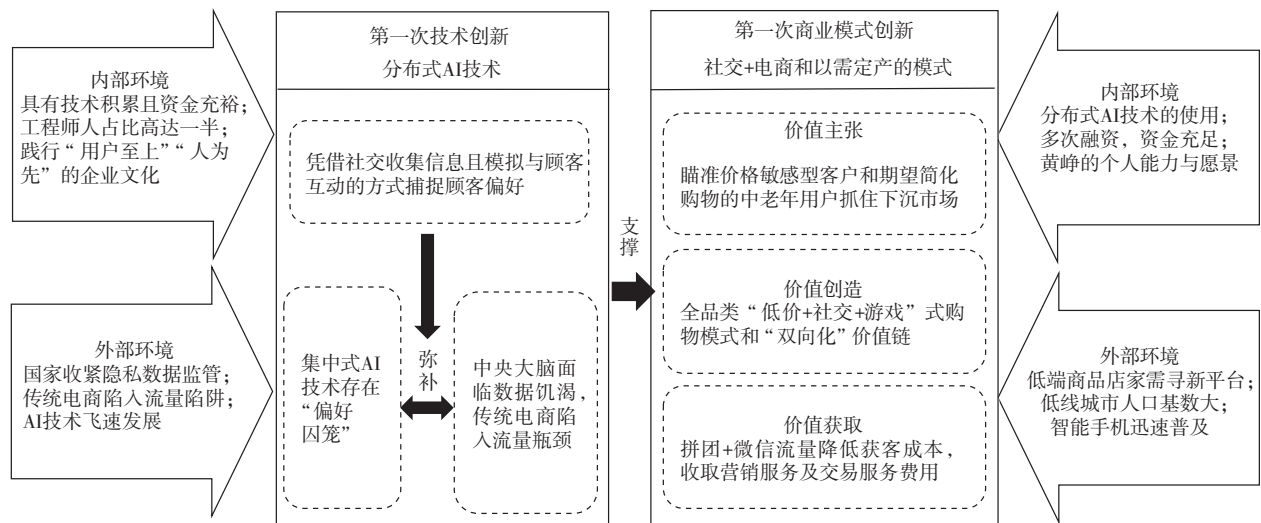 内部环境
具有技术积累且资金充裕；
工程师人占比高达一半；
践行“用户至上”“人为
先”的企业文化
外部环境
国家收紧隐私数据监管；
传统电商陷入流量陷阱；
AI技术飞速发展
第一次技术创新
分布式AI技术
凭借社交收集信息且模拟与顾客
互动的方式捕捉顾客偏好
集中式AI
技术存在
“偏好
囚笼”
弥补
中央大脑面
临数据饥渴，
传统电商陷
入流量瓶颈
支撑
第一次商业模式创新
社交+电商和以需定产的模式
价值主张
瞄准价格敏感型客户和期望简化
购物的中老年用户抓住下沉市场
价值创造
全品类“低价+社交+游戏”式购
物模式和“双向化”价值链
价值获取
拼团+微信流量降低获客成本，
收取营销服务及交易服务费用
内部环境
分布式AI技术的使用；
多次融资，资金充足；
黄峥的个人能力与愿景
外部环境
低端商品店家需寻新平台；
低线城市人口基数大；
智能手机迅速普及